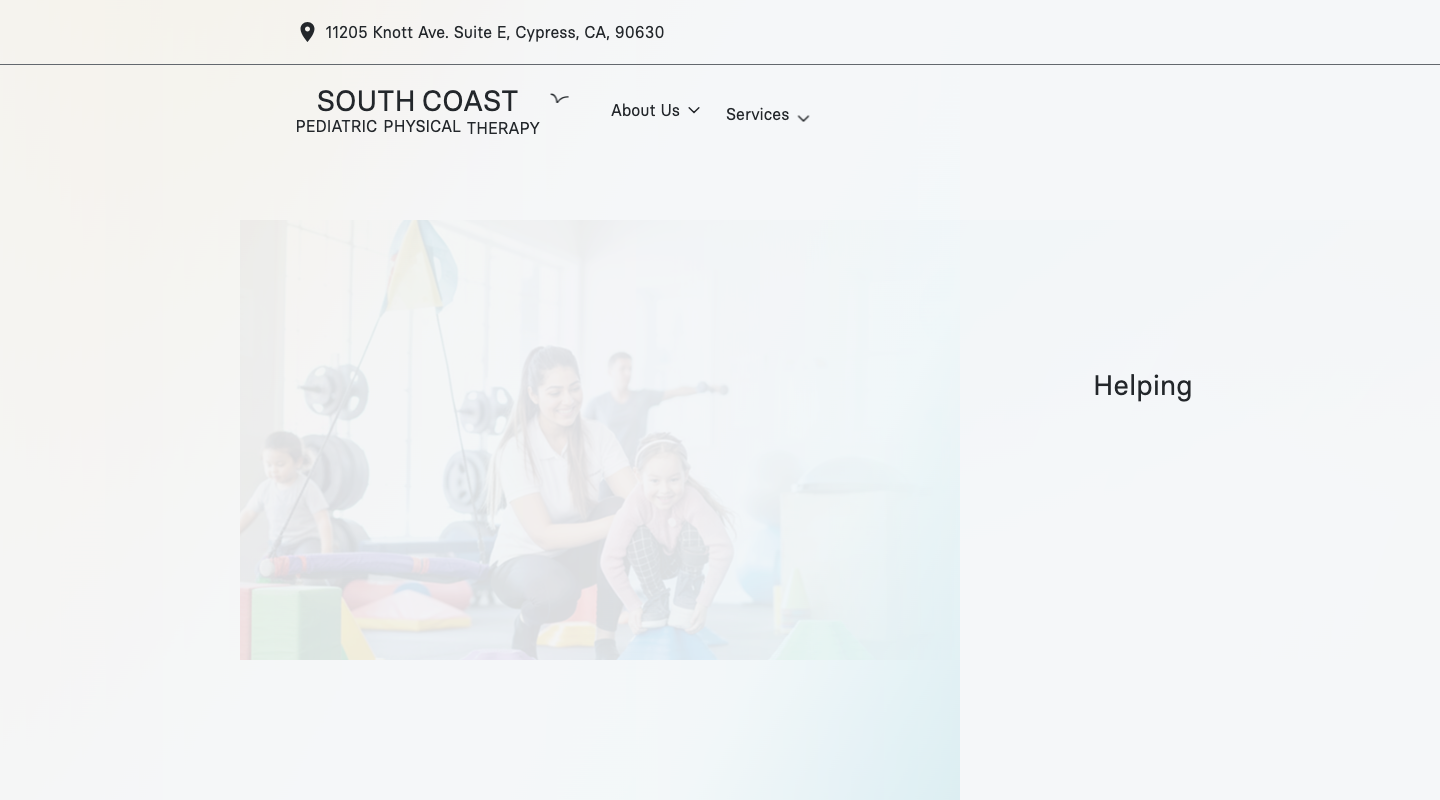 11205 Knott Ave. Suite E, Cypress, CA, 90630
SOUTH COAST
PEDIATRIC PHYSICAL THERAPY
About Us
Services
Helping